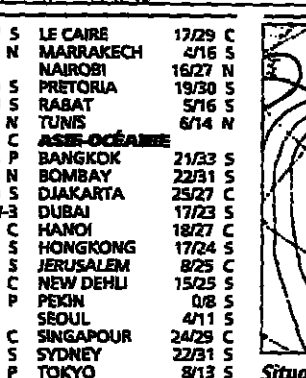 S LE CAIRE 17/29 C
N MARRAKECH 4/16 S
NAIROBI 16/27 N
S PRETORIA 19/30 S
S RABAT 5/16 S
N TUNIS 6/14 N
C ASIE-OCÉANIE
P BANGKOK 21/33 S
N BOMBAY 22/31 S
S DJAKARTA 25/27 C
-3 DUBAI 17/23 S
C HANOI 18/27 C
S HONGKONG 17/24 S
S JERUSALEM 8/25 C
C NEW DEHLI 15/25 S
P PEKIN 0/8 S
SEOUL 4/11 S
C SINGAPOUR 24/29 C
S SYDNEY 22/31 S
P TOKYO 8/13 S
Situa